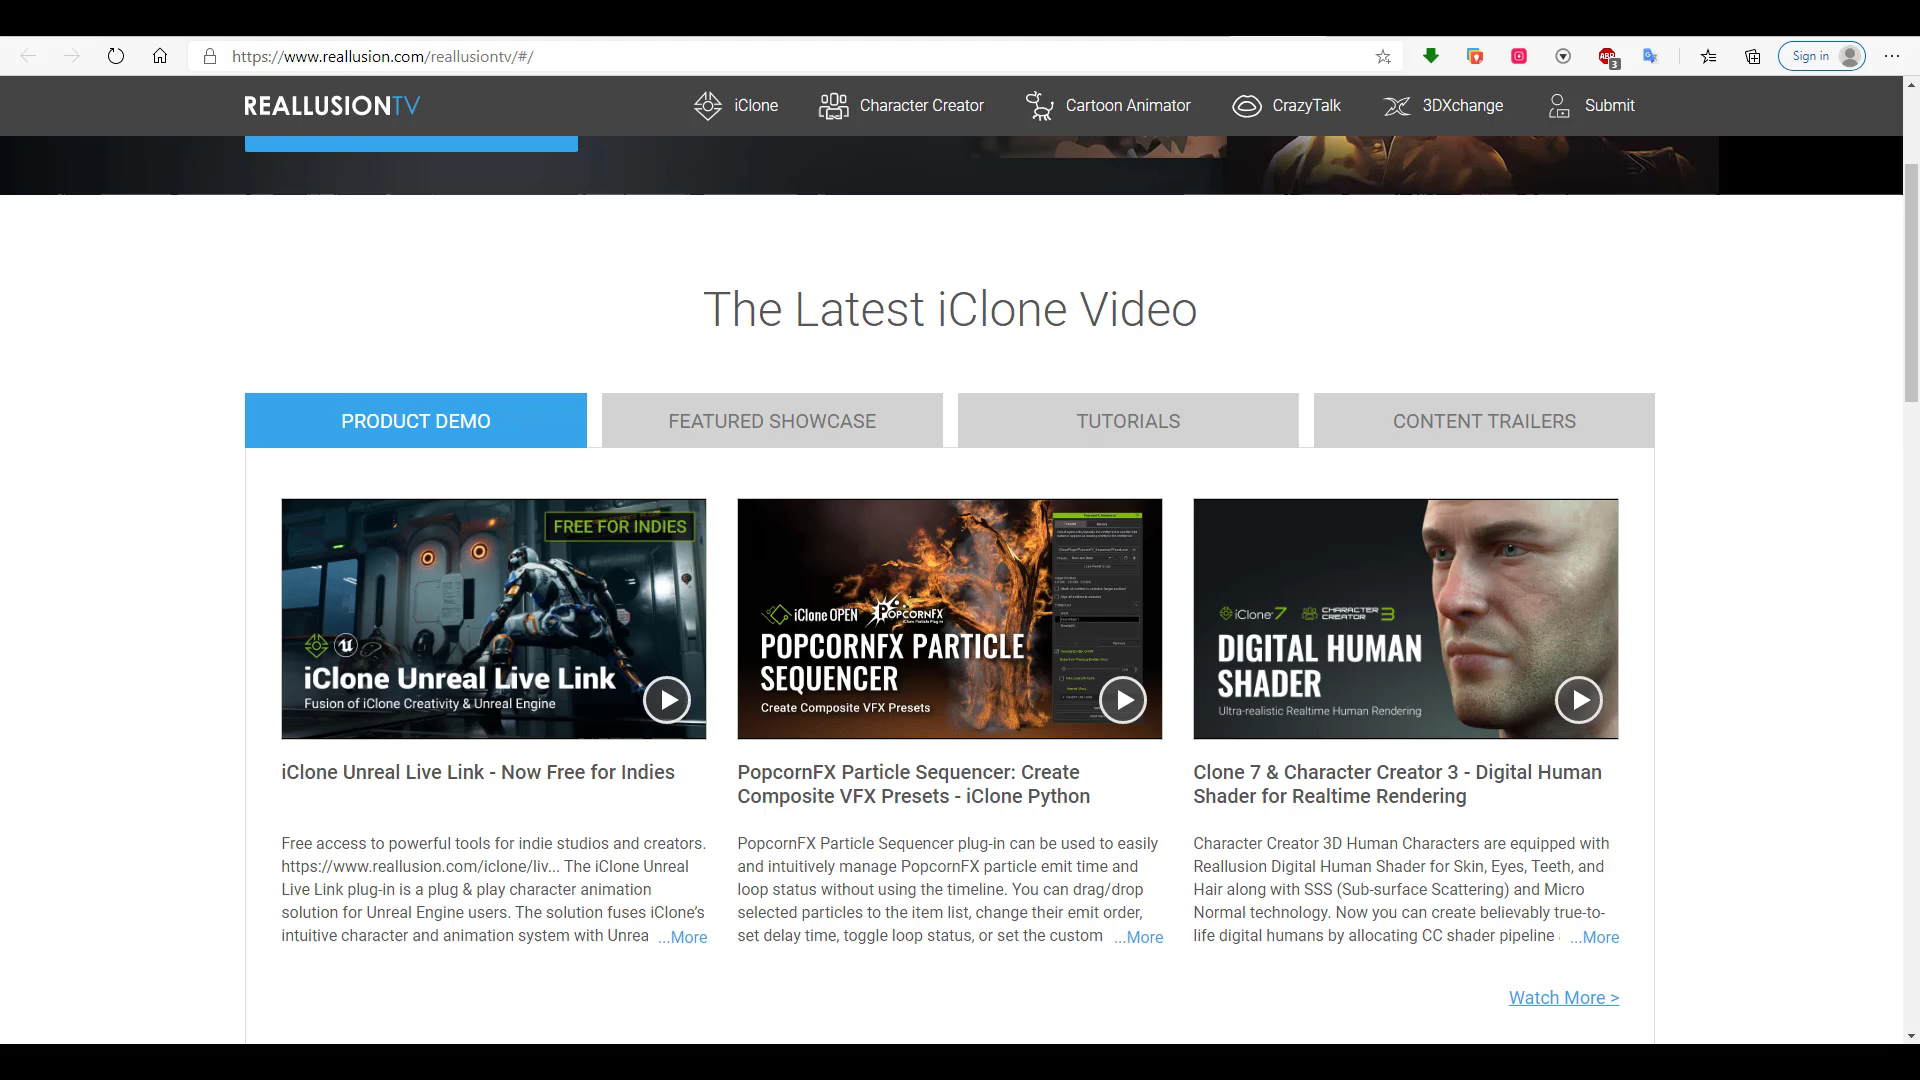 https://www.reallusion.com/reallusiontv/#/
3
Sign in
REALLUSIONTV
iClone
Character Creator
Cartoon Animator
CrazyTalk
3DXchange
Submit
The Latest iClone Video
PRODUCT DEMO
FEATURED SHOWCASE
TUTORIALS
CONTENT TRAILERS
FREE FOR INDIES
iClone Unreal Live Link
Fusion of iClone Creativity & Unreal Engine
iClone OPEN
POPCORNFX
POPCORNFX PARTICLE
SEQUENCER
Create Composite VFX Presets
iClone 7
CHARACTER CREATOR 3
DIGITAL HUMAN
SHADER
Ultra-realistic Realtime Human Rendering
iClone Unreal Live Link - Now Free for Indies
Free access to powerful tools for indie studios and creators.
https://www.reallusion.com/iclone/liv... The iClone Unreal
Live Link plug-in is a plug & play character animation
solution for Unreal Engine users. The solution fuses iClone's
intuitive character and animation system with Unrea ...More
PopcornFX Particle Sequencer: Create
Composite VFX Presets - iClone Python
PopcornFX Particle Sequencer plug-in can be used to easily
and intuitively manage PopcornFX particle emit time and
loop status without using the timeline. You can drag/drop
selected particles to the item list, change their emit order,
set delay time, toggle loop status, or set the custom ...More
Clone 7 & Character Creator 3 - Digital Human
Shader for Realtime Rendering
Character Creator 3D Human Characters are equipped with
Reallusion Digital Human Shader for Skin, Eyes, Teeth, and
Hair along with SSS (Sub-surface Scattering) and Micro
Normal technology. Now you can create believably true-to-
life digital humans by allocating CC shader pipeline ...More
Watch More >